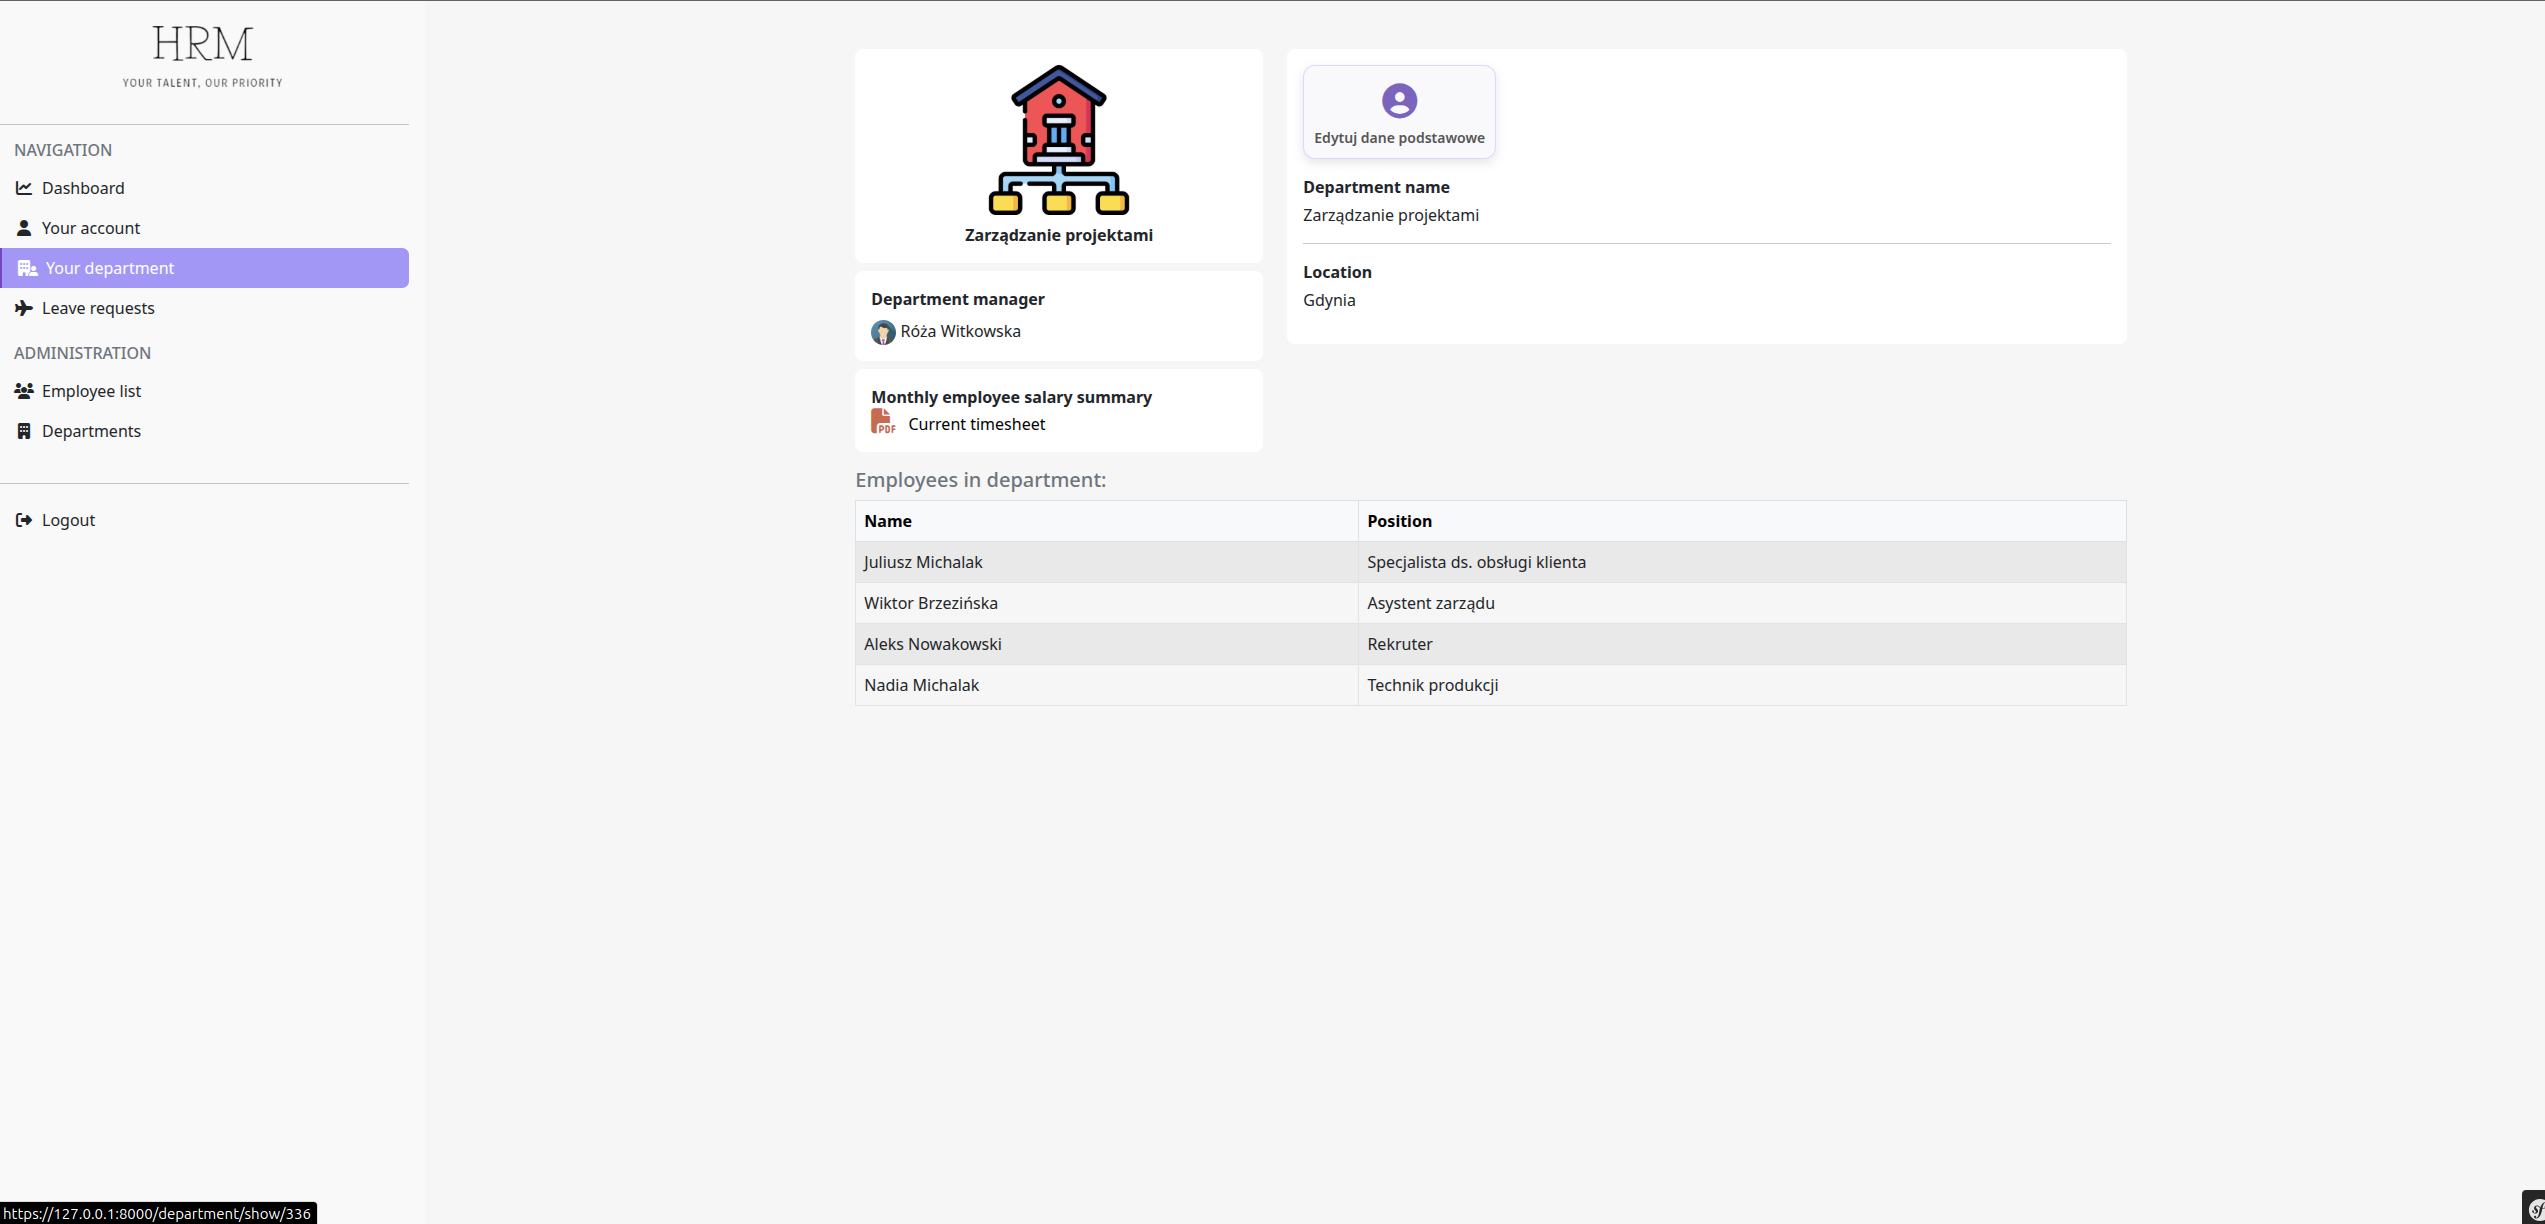 HRM
YOUR TALENT, OUR PRIORITY
NAVIGATION
Dashboard
Your account
Your department
Leave requests
ADMINISTRATION
Employee list
Departments
Logout
Zarządzanie projektami
Department manager
Róża Witkowska
Monthly employee salary summary
PDF
Current timesheet
Edytuj dane podstawowe
Department name
Zarządzanie projektami
Location
Gdynia
Employees in department:
Name Position
Juliusz Michalak Specjalista ds. obsługi klienta
Wiktor Brzezińska Asystent zarządu
Aleks Nowakowski Rekruter
Nadia Michalak Technik produkcji
https://127.0.0.1:8000/department/show/336
sf